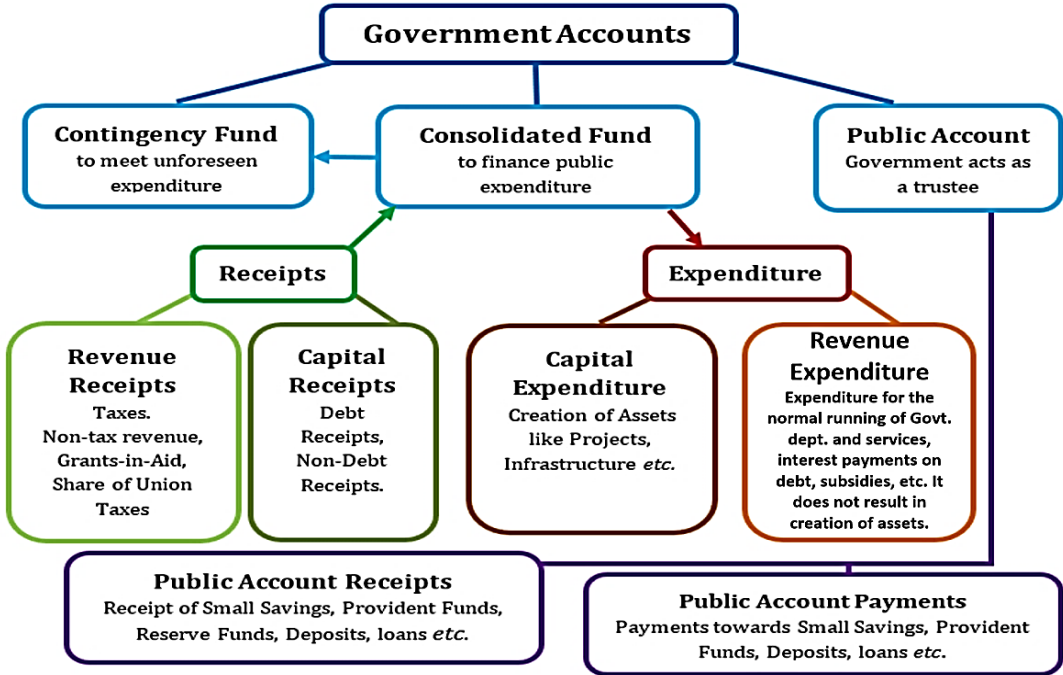 Government Accounts
Contingency Fund
to meet unforeseen
expenditure
Consolidated Fund
to finance public
expenditure
Public Account
Government acts as
a trustee
Receipts
Expenditure
Revenue
Receipts
Taxes.
Non-tax revenue,
Grants-in-Aid,
Share of Union
Taxes
Capital
Receipts
Debt
Receipts,
Non-Debt
Receipts.
Capital
Expenditure
Creation of Assets
like Projects,
Infrastructure etc.
Revenue
Expenditure
Expenditure for the
normal running of Govt.
dept. and services,
interest payments on
debt, subsidies, etc. It
does not result in
creation of assets.
Public Account Receipts
Receipt of Small Savings, Provident Funds,
Reserve Funds, Deposits, loans etc.
Public Account Payments
Payments towards Small Savings, Provident
Funds, Deposits, loans etc.